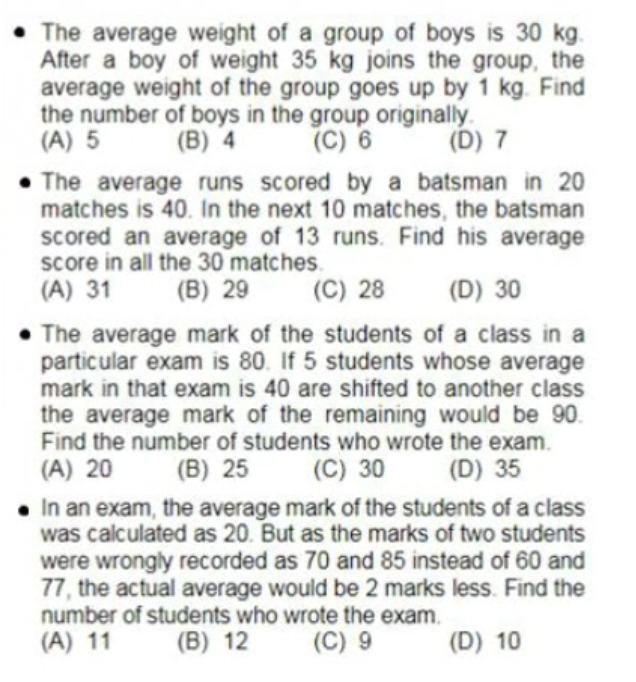 • The average weight of a group of boys is 30 kg.
After a boy of weight 35 kg joins the group, the
average weight of the group goes up by 1 kg. Find
the number of boys in the group originally.
(A) 5 (B) 4 (C) 6 (D) 7
• The average runs scored by a batsman in 20
matches is 40. In the next 10 matches, the batsman
scored an average of 13 runs. Find his average
score in all the 30 matches.
(A) 31 (B) 29 (C) 28 (D) 30
• The average mark of the students of a class in a
particular exam is 80. If 5 students whose average
mark in that exam is 40 are shifted to another class
the average mark of the remaining would be 90.
Find the number of students who wrote the exam.
(A) 20 (B) 25 (C) 30 (D) 35
• In an exam, the average mark of the students of a class
was calculated as 20. But as the marks of two students
were wrongly recorded as 70 and 85 instead of 60 and
77, the actual average would be 2 marks less. Find the
number of students who wrote the exam.
(A) 11 (B) 12 (C) 9 (D) 10